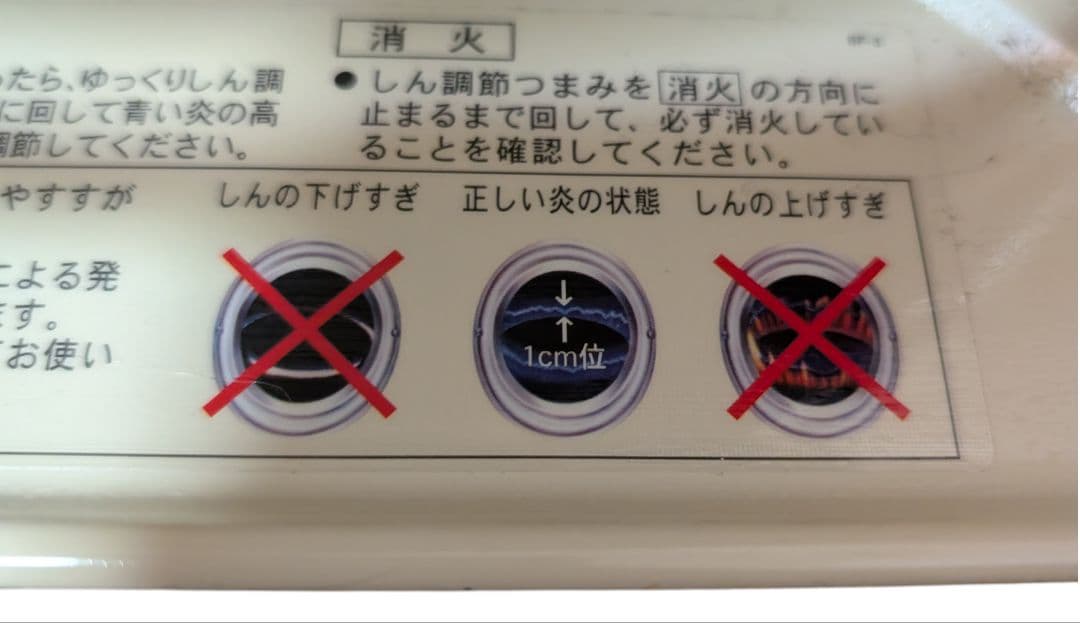 消火
ったら、ゆっくりしん調
に回して青い炎の高
調節してください。
●しん調節つまみを消火の方向に
止まるまで回して、必ず消火してい
ることを確認してください。
やすすが
による発
ます。
お使い
しんの下げすぎ
正しい炎の状態
しんの上げすぎ
↓
↑
1cm位